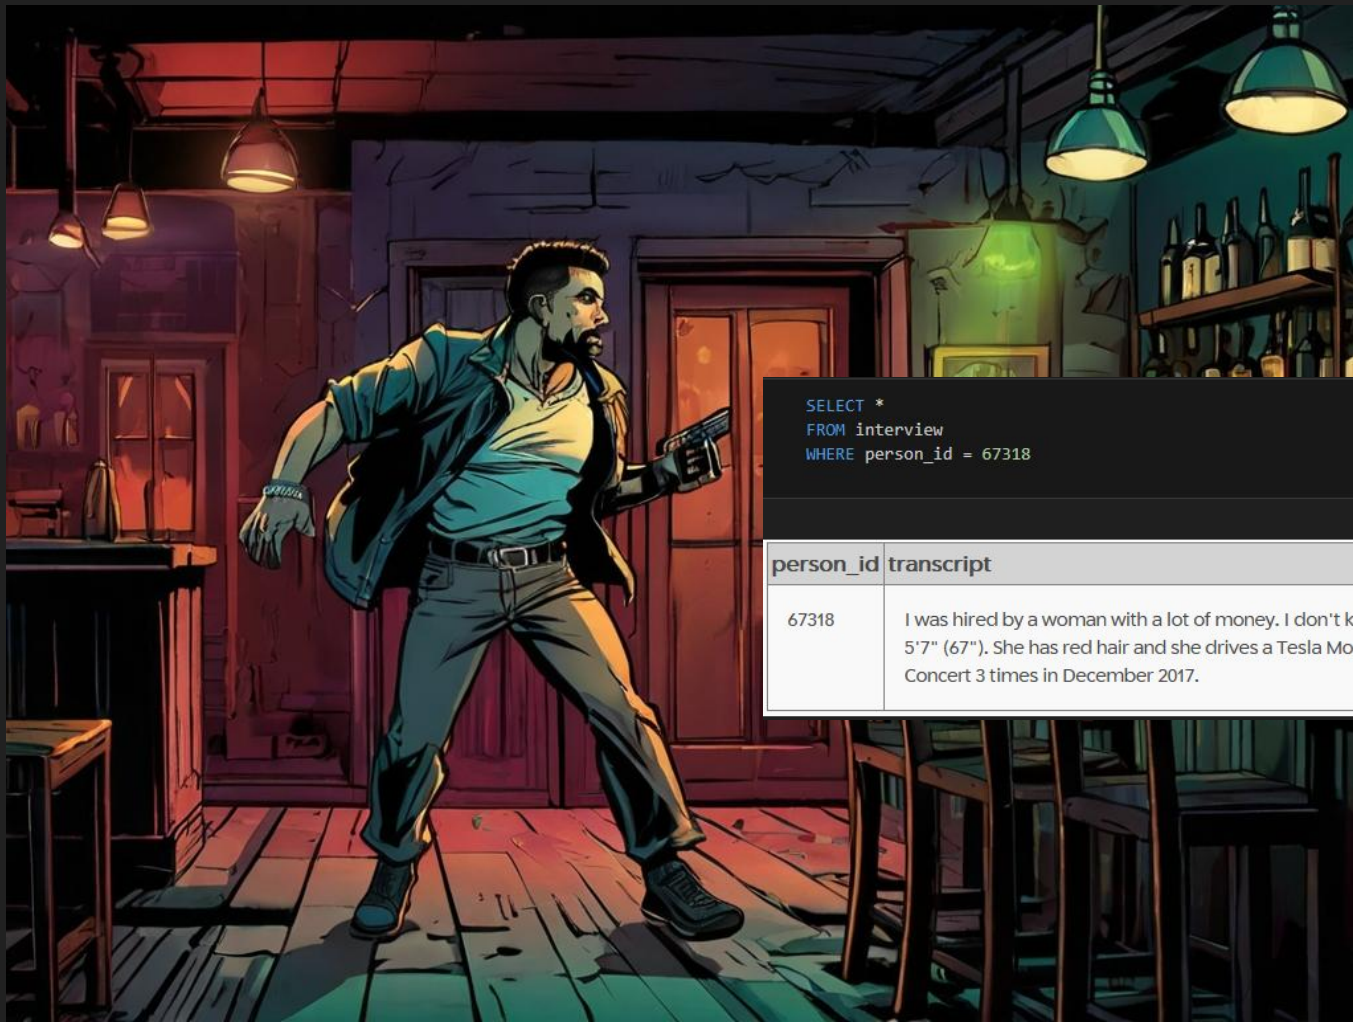 SELECT *
FROM interview
WHERE person_id = 67318
person_id transcript
67318 I was hired by a woman with a lot of money. I don't
5'7" (67"). She has red hair and she drives a Tesla
Concert 3 times in December 2017.